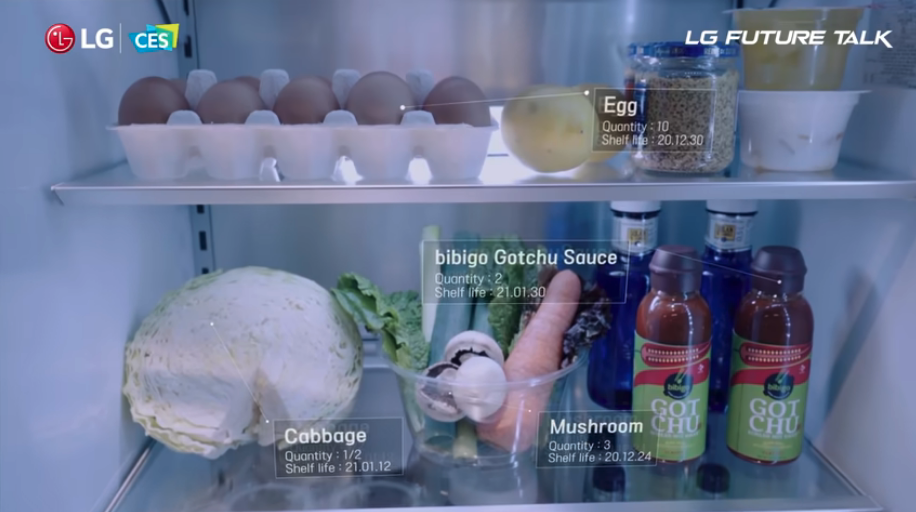 LG
CES
LG FUTURE TALK
Egg
Quantity : 10
Shelf life : 20.12.30
bibigo Gotchu Sauce
Quantity : 2
Shelf life : 21.01.30
bibigo
GOT
CHU
bibigo
GOT
CHU
Cabbage
Quantity : 1/2
Shelf life : 21.01.12
Mushroom
Quantity : 3
Shelf life : 20.12.24